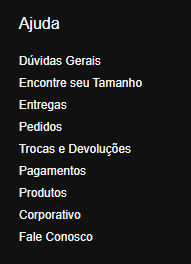 Ajuda
Dúvidas Gerais
Encontre seu Tamanho
Entregas
Pedidos
Trocas e Devoluções
Pagamentos
Produtos
Corporativo
Fale Conosco